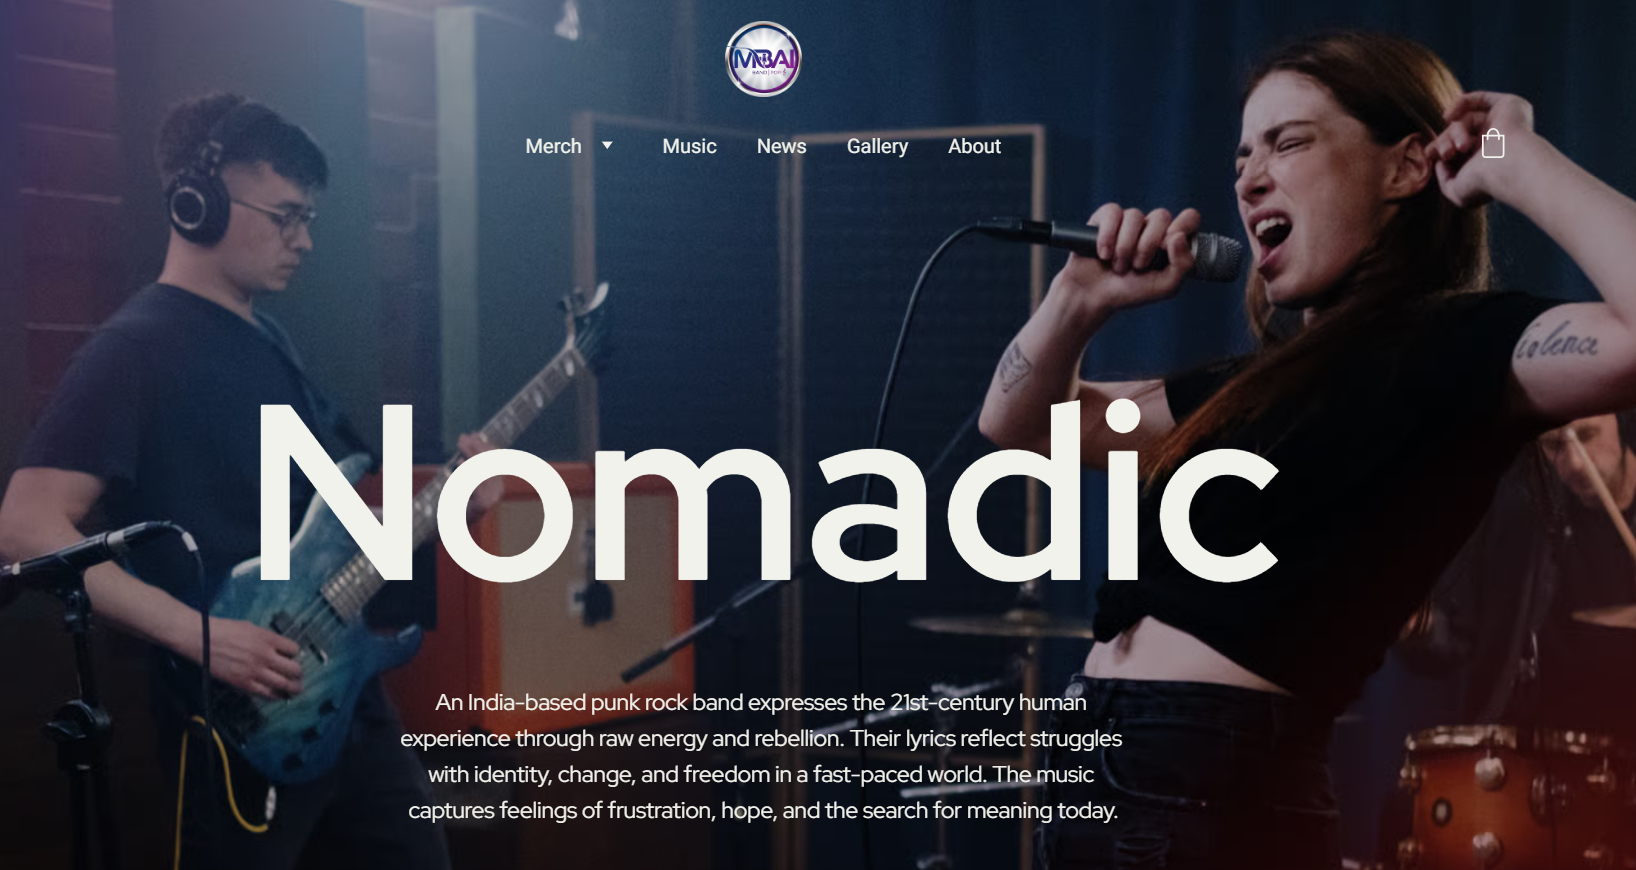 MBAI
Merch
Music
News
Gallery
About
Nomadic
An India-based punk rock band expresses the 21st-century human
experience through raw energy and rebellion. Their lyrics reflect struggles
with identity, change, and freedom in a fast-paced world. The music
captures feelings of frustration, hope, and the search for meaning today.